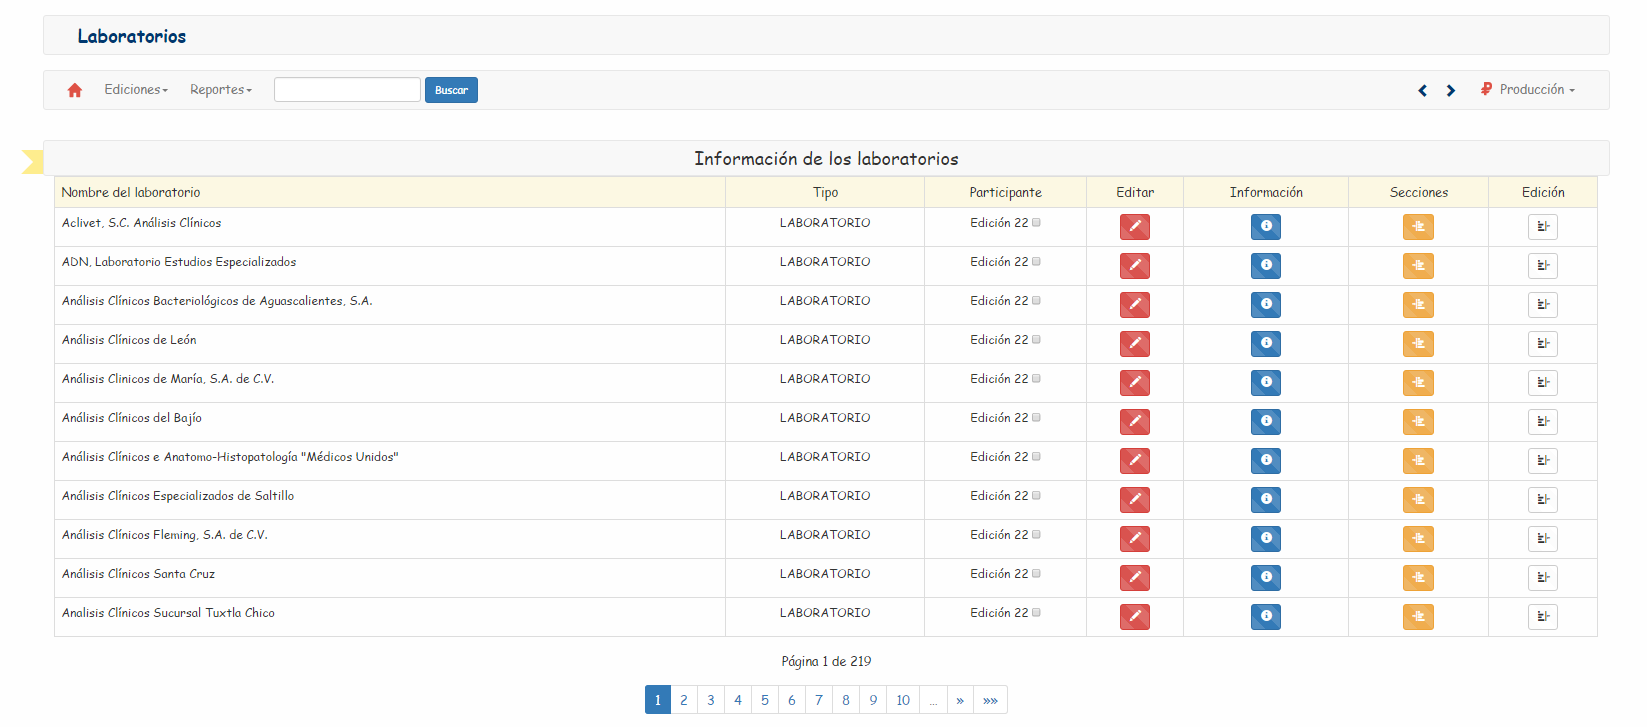 Laboratorios
Ediciones Reportes Buscar Producción
Información de los laboratorios
Nombre del laboratorio Tipo Participante Editar Información Secciones Edición
Aclivet, S.C. Análisis Clínicos LABORATORIO Edición 22
ADN, Laboratorio Estudios Especializados LABORATORIO Edición 22
Análisis Clínicos Bacteriológicos de Aguascalientes, S.A. LABORATORIO Edición 22
Análisis Clínicos de León LABORATORIO Edición 22
Análisis Clinicos de María, S.A. de C.V. LABORATORIO Edición 22
Análisis Clínicos del Bajío LABORATORIO Edición 22
Análisis Clínicos e Anatomo-Histopatología "Médicos Unidos" LABORATORIO Edición 22
Análisis Clínicos Especializados de Saltillo LABORATORIO Edición 22
Análisis Clínicos Fleming, S.A. de C.V. LABORATORIO Edición 22
Análisis Clínicos Santa Cruz LABORATORIO Edición 22
Analisis Clínicos Sucursal Tuxtla Chico LABORATORIO Edición 22
Página 1 de 219
1 2 3 4 5 6 7 8 9 10 ... » »»